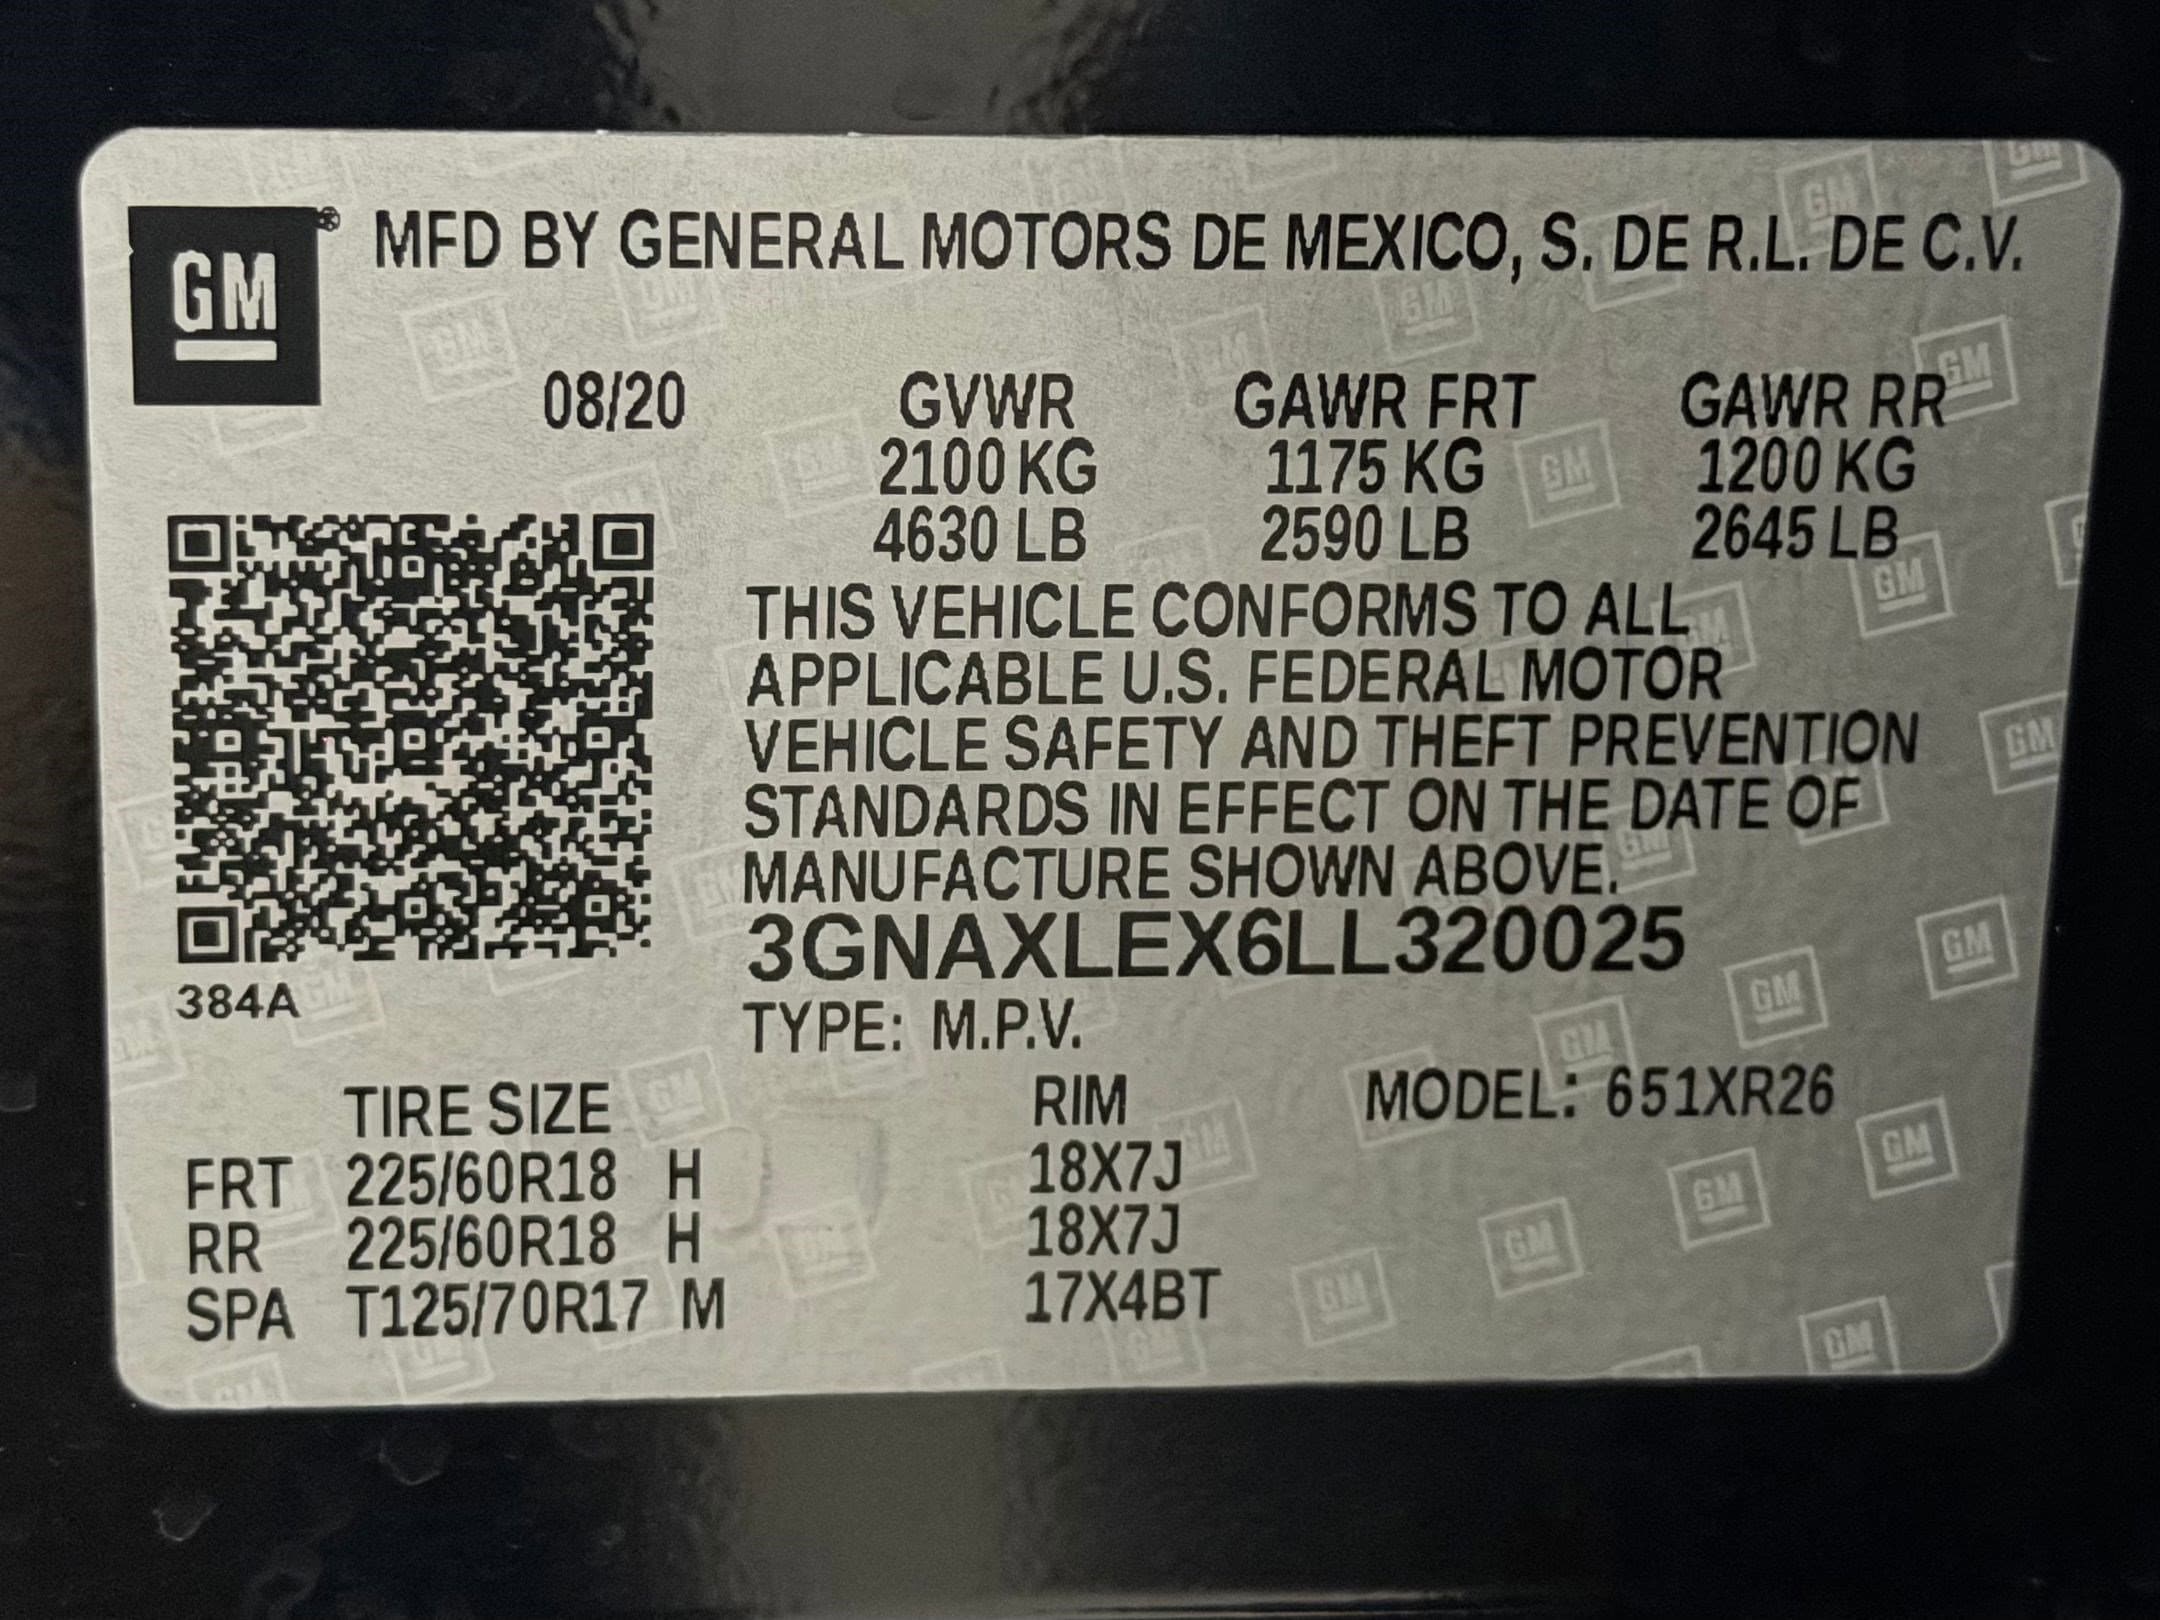 GM® MFD BY GENERAL MOTORS DE MEXICO, S. DE R.L. DE C.V.
08/20 GVWR GAWR FRT GAWR RR
2100 KG 1175 KG 1200 KG
4630 LB 2590 LB 2645 LB
THIS VEHICLE CONFORMS TO ALL
APPLICABLE U.S. FEDERAL MOTOR
VEHICLE SAFETY AND THEFT PREVENTION
STANDARDS IN EFFECT ON THE DATE OF
MANUFACTURE SHOWN ABOVE.
3GNAXLEX6LL320025
384A
TYPE: M.P.V.
TIRE SIZE RIM MODEL: 651XR26
FRT 225/60R18 H 18X7J
RR 225/60R18 H 18X7J
SPA T125/70R17 M 17X4BT